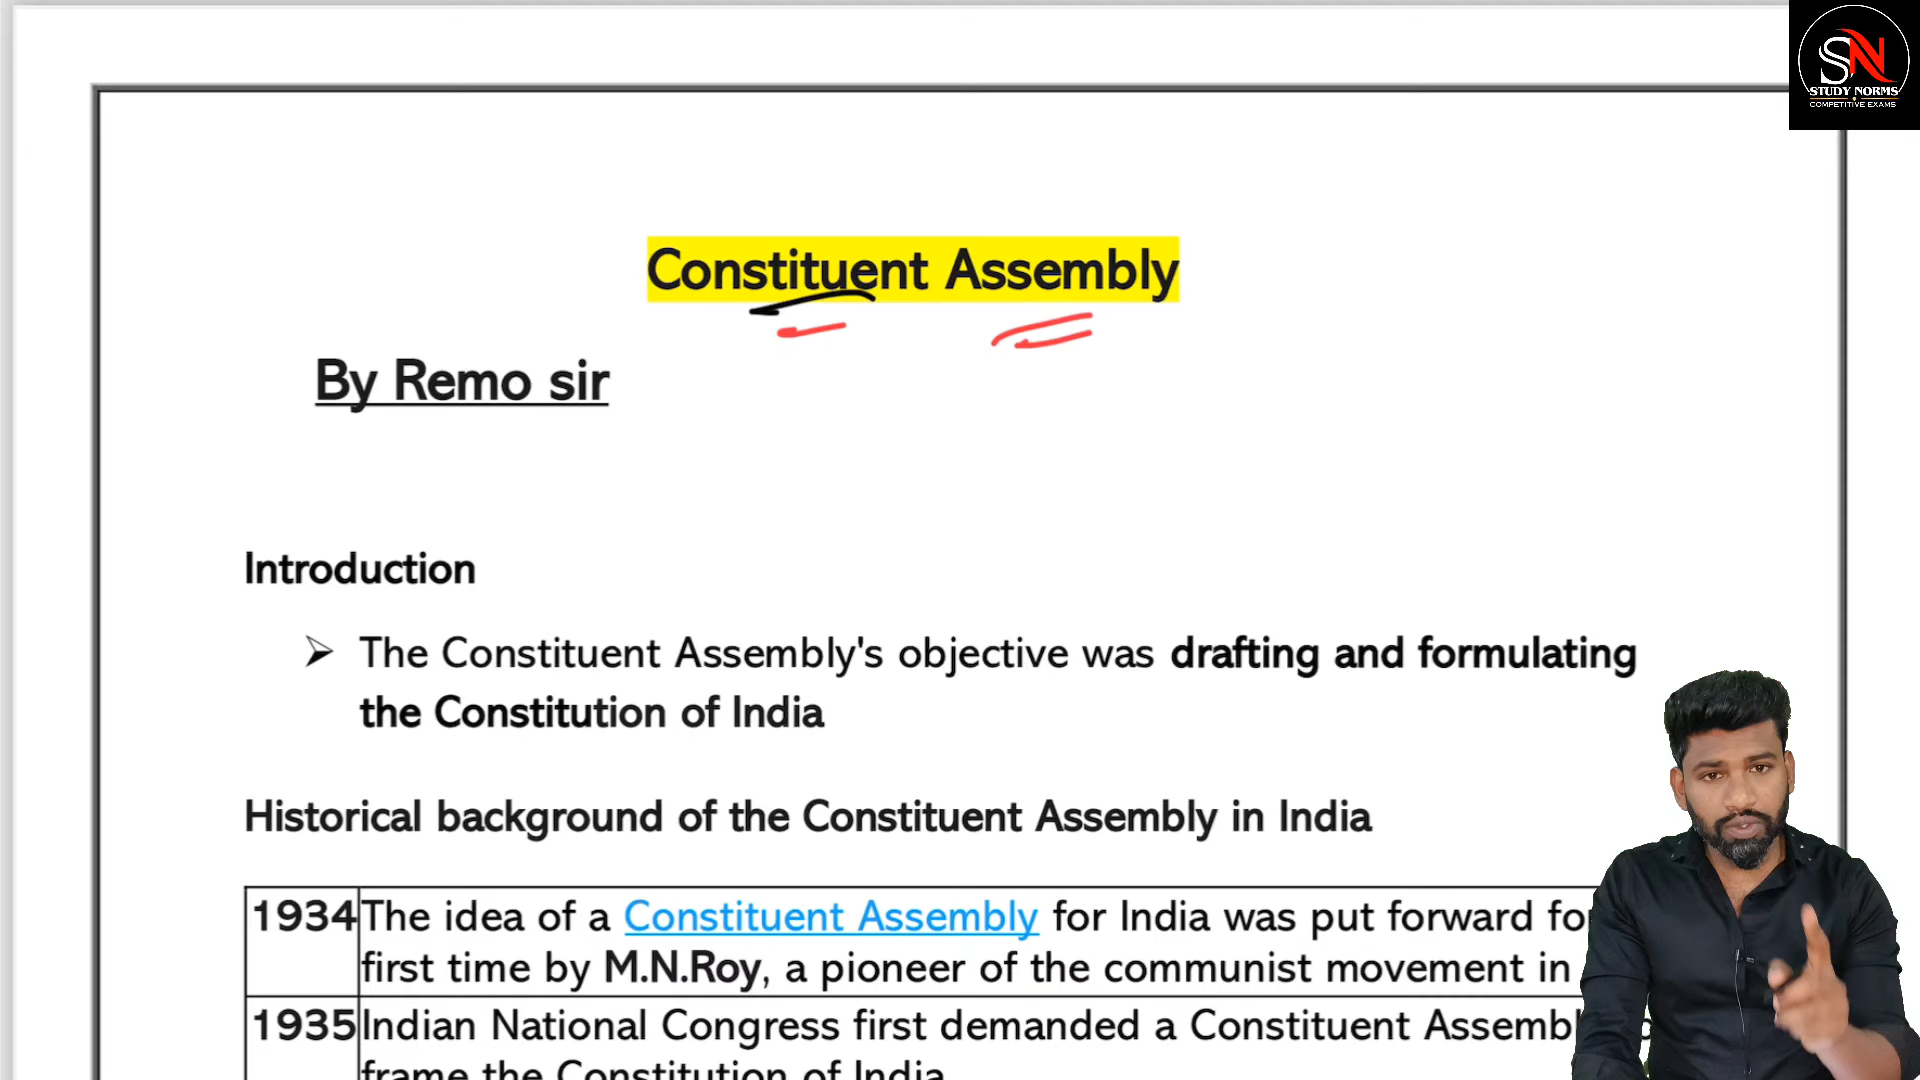 SN
STUDY NORMS
COMPETITIVE EXAMS
Constituent Assembly
By Remo sir
Introduction
➢ The Constituent Assembly's objective was drafting and formulating
the Constitution of India
Historical background of the Constituent Assembly in India
1934 The idea of a Constituent Assembly for India was put forward
first time by M.N.Roy, a pioneer of the communist movement in
1935 Indian National Congress first demanded a Constituent
frame the Constitution of India